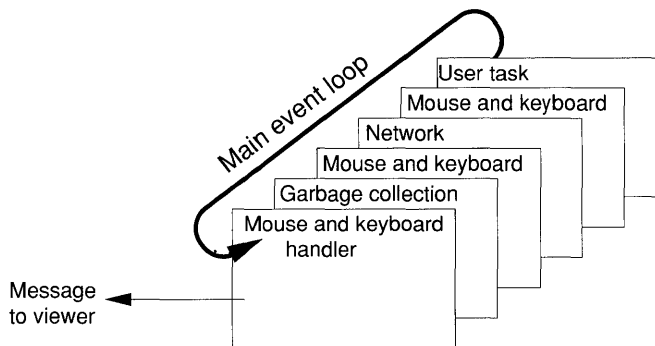 Main event loop
User task
Mouse and keyboard
Network
Mouse and keyboard
Garbage collection
Mouse and keyboard
handler
Message
to viewer